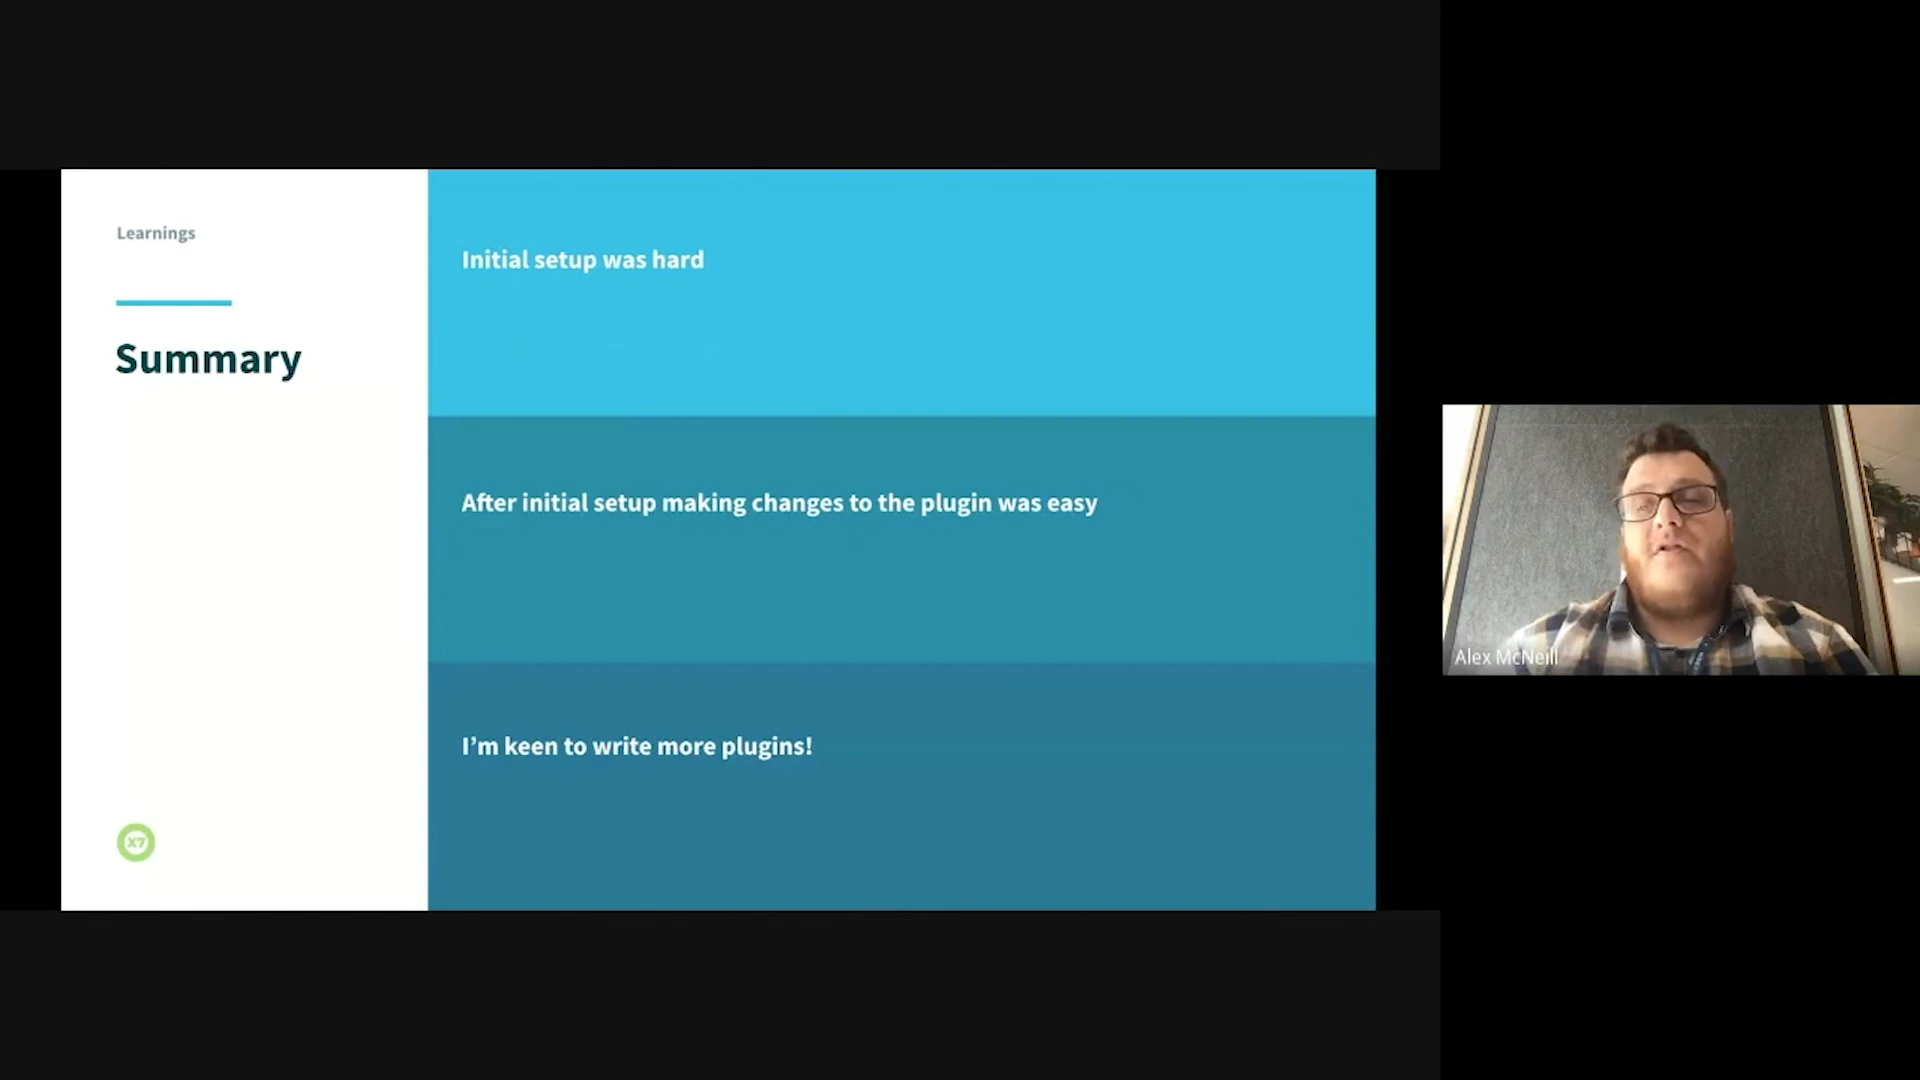 Learnings
Summary
Initial setup was hard
After initial setup making changes to the plugin was easy
I'm keen to write more plugins!
X7
Alex McNeill